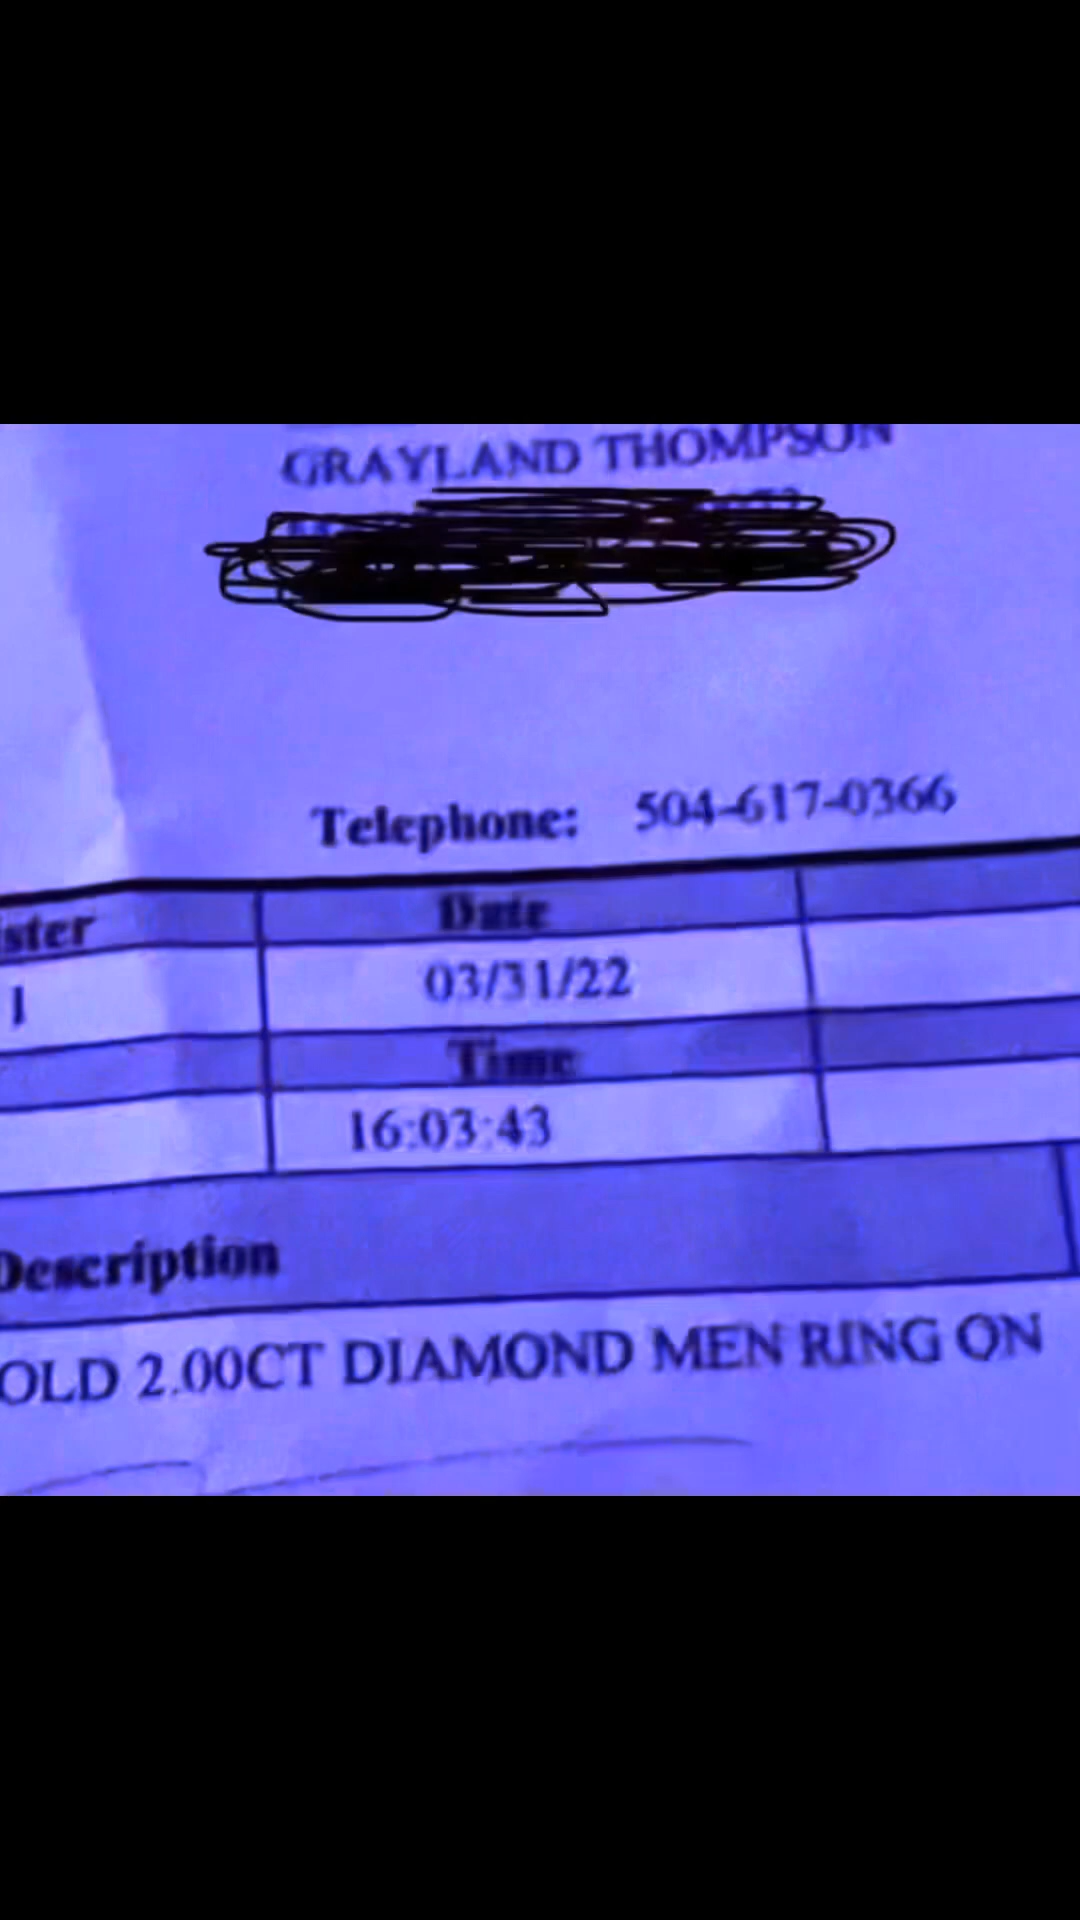 GRAYLAND THOMPSON
Telephone: 504-617-0366
ister Date
1 03/31/22
Time
16:03:43
Description
OLD 2.00CT DIAMOND MEN RING ON